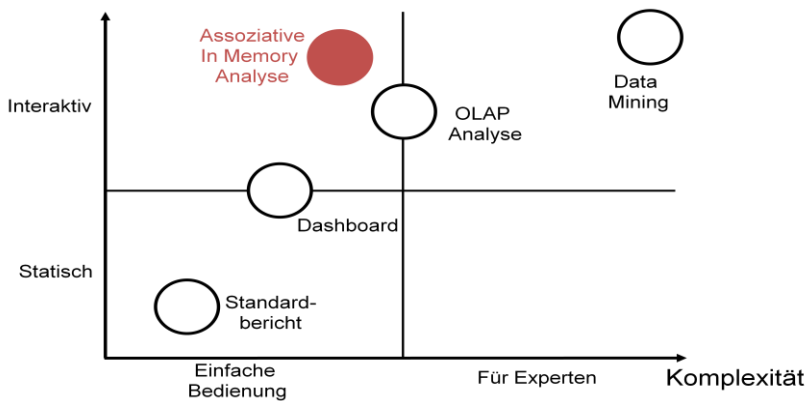 Assoziative
In Memory
Analyse
Interaktiv
OLAP
Analyse
Data
Mining
Dashboard
Statisch
Standard-
bericht
Einfache
Bedienung
Für Experten
Komplexität